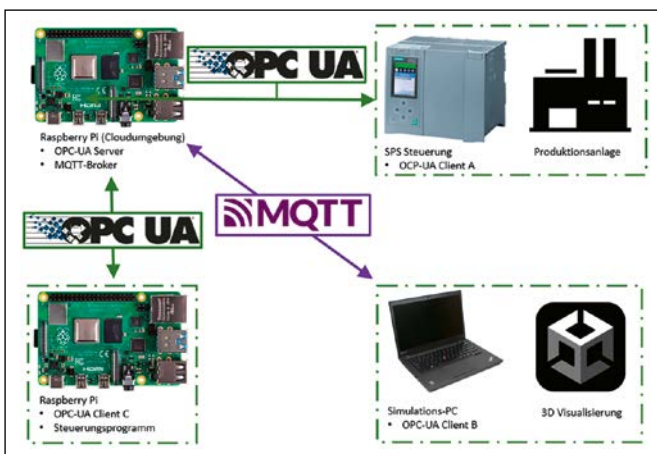 OPC UA
Raspberry Pi (Cloudumgebung)
• OPC-UA Server
• MQTT-Broker
SPS Steuerung
• OCP-UA Client A
Produktionsanlage
MQTT
OPC UA
Raspberry Pi
• OPC-UA Client C
• Steuerungsprogramm
Simulations-PC
• OPC-UA Client B
3D Visualisierung